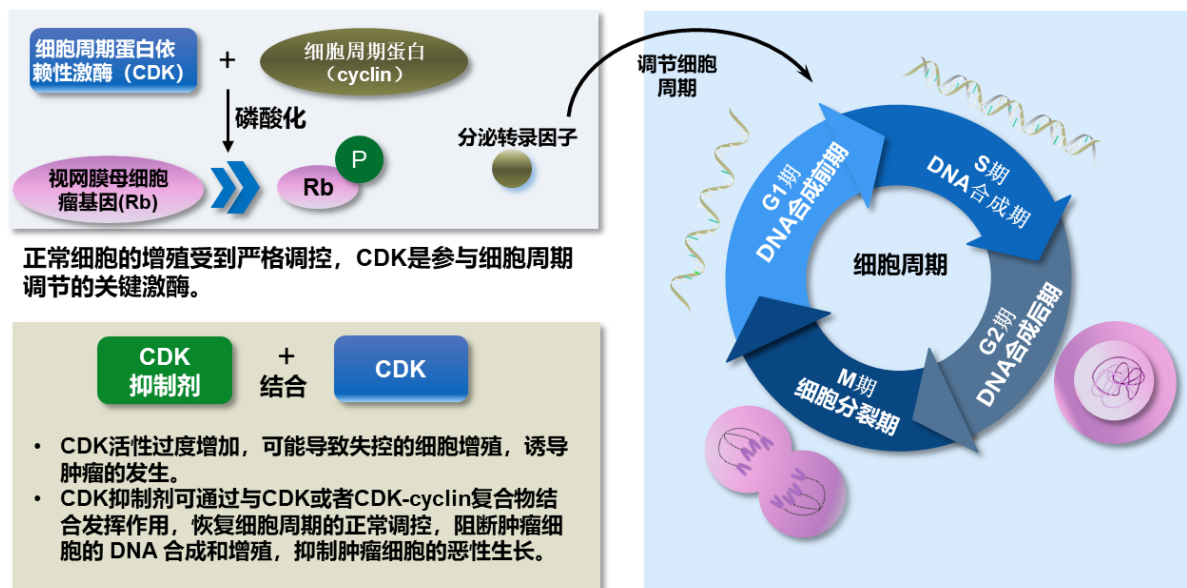 细胞周期蛋白依
赖性激酶（CDK）
+
细胞周期蛋白
（cyclin）
磷酸化
视网膜母细胞
瘤基因(Rb)
Rb
P
分泌转录因子
正常细胞的增殖受到严格调控，CDK是参与细胞周期
调节的关键激酶。
CDK
抑制剂
+
结合
CDK
• CDK活性过度增加，可能导致失控的细胞增殖，诱导
肿瘤的发生。
• CDK抑制剂可通过与CDK或者CDK-cyclin复合物结
合发挥作用，恢复细胞周期的正常调控，阻断肿瘤细
胞的 DNA 合成和增殖，抑制肿瘤细胞的恶性生长。
调节细胞
周期
G1期
DNA合成前期
S期
DNA合成期
细胞周期
G2期
DNA合成后期
M期
细胞分裂期